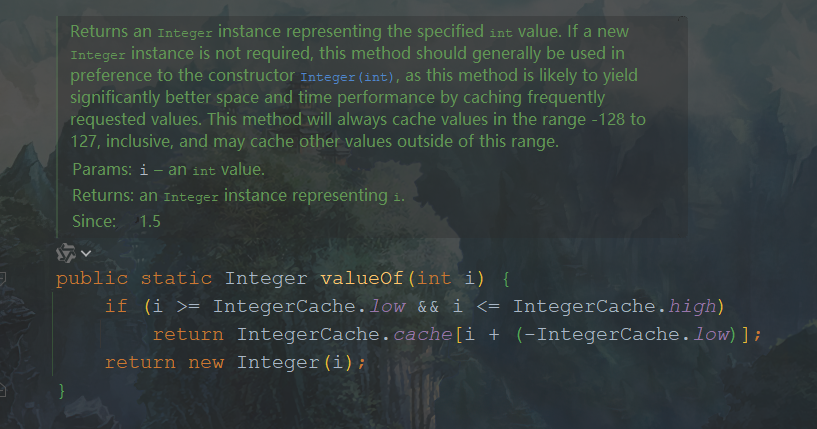 Returns an Integer instance representing the specified int value. If a new
Integer instance is not required, this method should generally be used in
preference to the constructor Integer(int), as this method is likely to yield
significantly better space and time performance by caching frequently
requested values. This method will always cache values in the range -128 to
127, inclusive, and may cache other values outside of this range.
Params: i – an int value.
Returns: an Integer instance representing i.
Since: 1.5
public static Integer valueOf(int i) {
    if (i >= IntegerCache.low && i <= IntegerCache.high)
        return IntegerCache.cache[i + (-IntegerCache.low)];
    return new Integer(i);
}